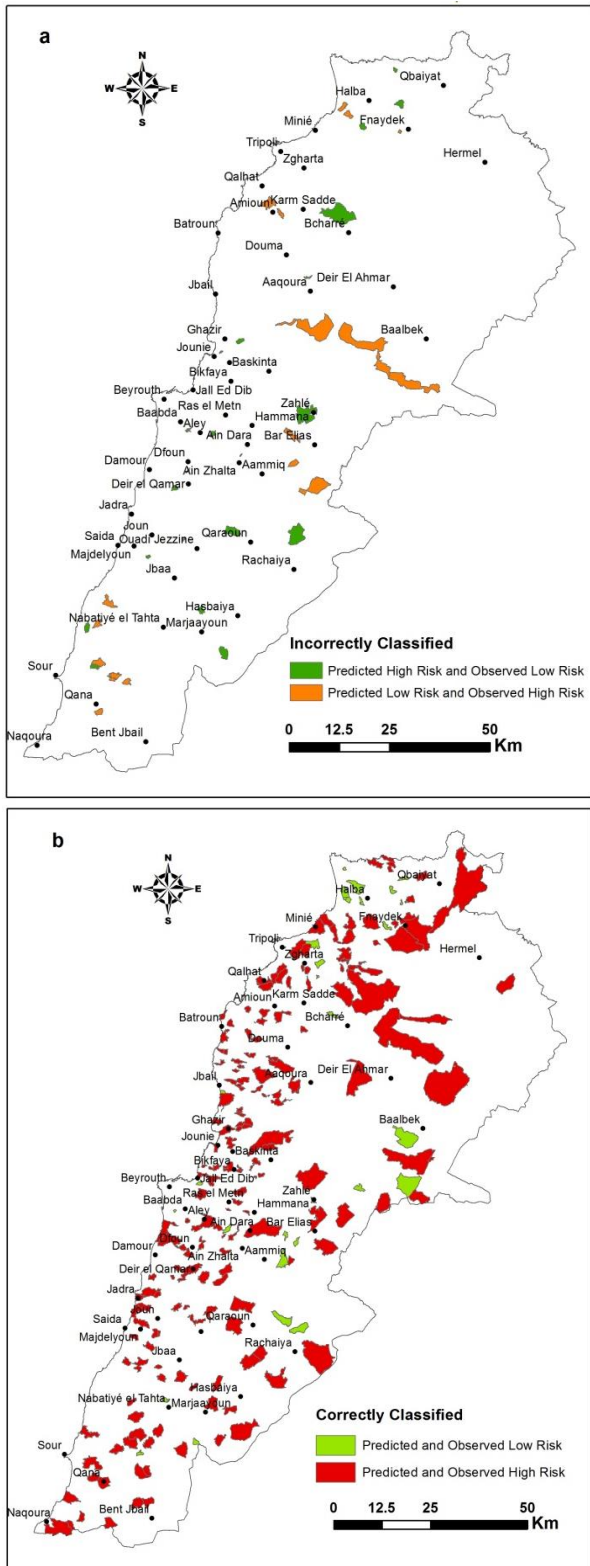 a
N
W E
S
Qbaiyat
Halba
Fnaydek
Minié
Tripoli
Hermel
Zgharta
Qalhat
Karm Sadde
Amioun
Batroun
Bcharré
Douma
Deir El Ahmar
Aaqoura
Jbail
Ghazir
Baalbek
Jounie
Baskinta
Bikfaya
Beyrouth
Jall Ed Dib
Zahlé
Ras el Metn
Baabda
Hammana
Aley
Ain Dara
Bar Elias
Dfoun
Damour
Ain Zhalta
Aammiq
Deir el Qamar
Jadra
Joun
Saida
Ouadi Jezzine
Qaraoun
Majdelyoun
Rachaiya
Jbaa
Hasbaiya
Nabatiyé el Tahta
Marjaayoun
Incorrectly Classified
Sour
Predicted High Risk and Observed Low Risk
Qana
Predicted Low Risk and Observed High Risk
Naqoura
Bent Jbail
0 12.5 25 50
Km
b
N
W E
S
Qbaiyat
Halba
Fnaydek
Minié
Tripoli
Zgharta
Hermel
Qalhat
Karm Sadde
Amioun
Batroun
Bcharré
Douma
Deir El Ahmar
Aaqoura
Jbail
Ghazir
Baalbek
Jounie
Baskinta
Bikfaya
Beyrouth
Jall Ed Dib
Ras el Metn
Zahlé
Baabda
Hammana
Aley
Ain Dara
Bar Elias
Dfoun
Damour
Ain Zhalta
Aammiq
Deir el Qamar
Jadra
Joun
Saida
Qaraoun
Majdelyoun
Rachaiya
Jbaa
Hasbaiya
Nabatiyé el Tahta
Marjaayoun
Correctly Classified
Sour
Predicted and Observed Low Risk
Qana
Predicted and Observed High Risk
Naqoura
Bent Jbail
0 12.5 25 50
Km